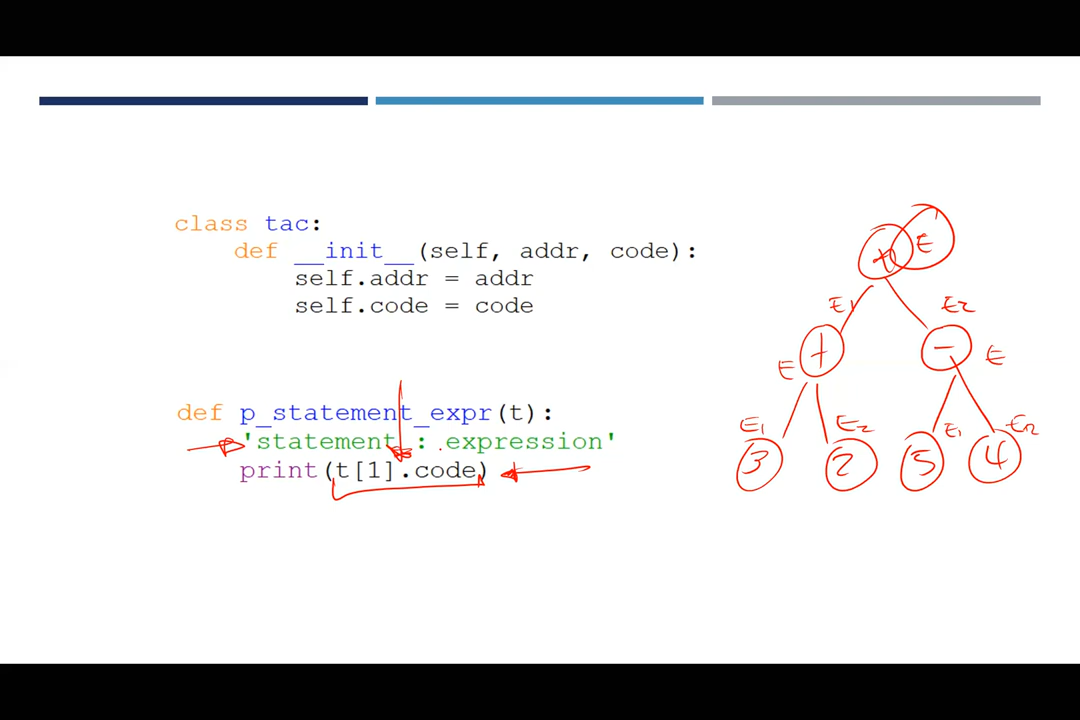 class tac:
def __init__(self, addr, code):
self.addr = addr
self.code = code
def p_statement_expr(t):
'statement : expression'
print(t[1].code)
E
E1 E2
+ -
E E
E1 E2 E1 E2
3 2 5 4